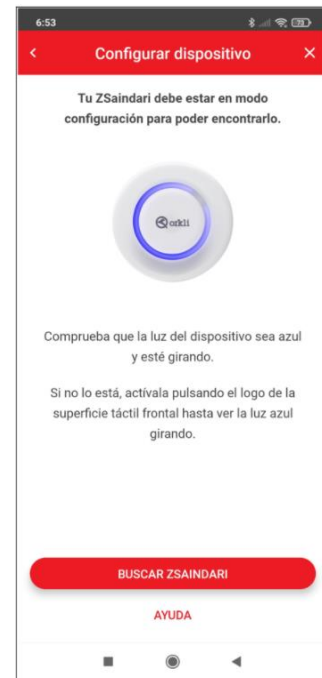 6:53
Configurar dispositivo
Tu ZSaindari debe estar en modo
configuración para poder encontrarlo.
orkli
Comprueba que la luz del dispositivo sea azul
y esté girando.
Si no lo está, actívala pulsando el logo de la
superficie táctil frontal hasta ver la luz azul
girando.
BUSCAR ZSAINDARI
AYUDA